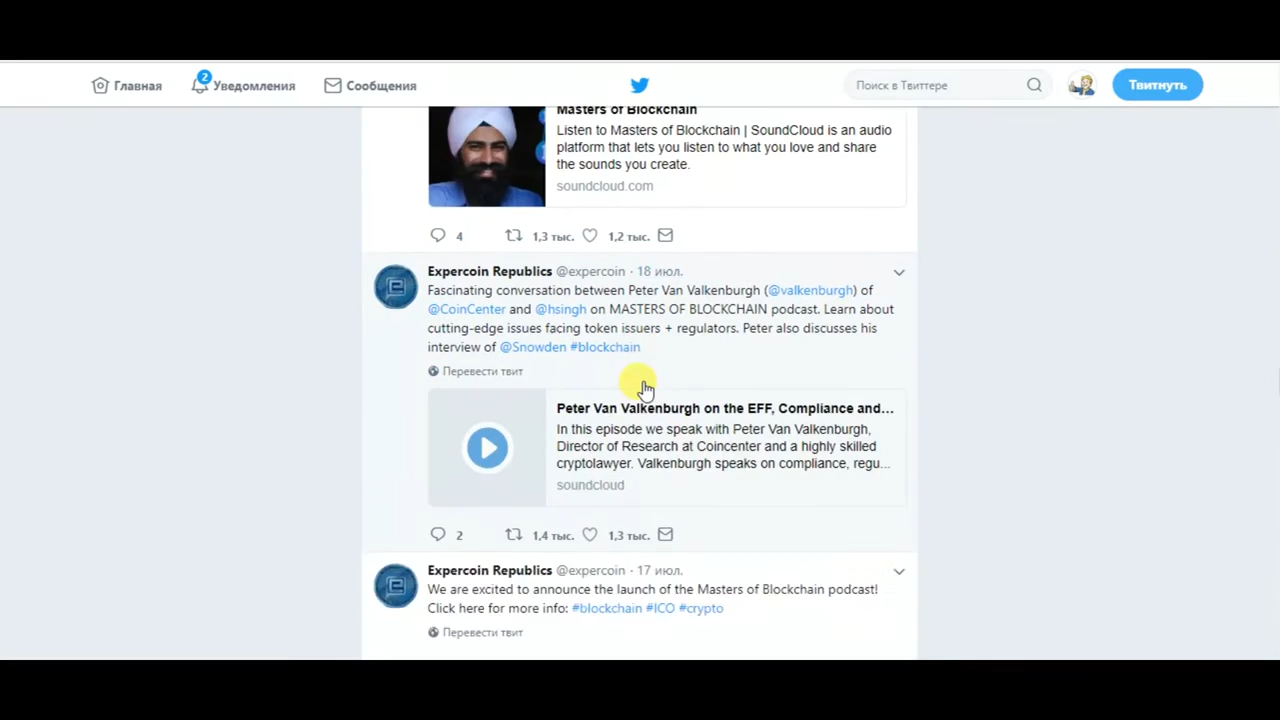 Главная
2
Уведомления
Сообщения
Поиск в Твиттере
Твитнуть
Masters of Blockchain
Listen to Masters of Blockchain | SoundCloud is an audio
platform that lets you listen to what you love and share
the sounds you create.
soundcloud.com
4 1,3 тыс. 1,2 тыс.
Expercoin Republics @expercoin · 18 июл.
Fascinating conversation between Peter Van Valkenburgh (@valkenburgh) of
@CoinCenter and @hsingh on MASTERS OF BLOCKCHAIN podcast. Learn about
cutting-edge issues facing token issuers + regulators. Peter also discusses his
interview of @Snowden #blockchain
Перевести твит
Peter Van Valkenburgh on the EFF, Compliance and...
In this episode we speak with Peter Van Valkenburgh,
Director of Research at Coincenter and a highly skilled
cryptolawyer. Valkenburgh speaks on compliance, regu...
soundcloud
2 1,4 тыс. 1,3 тыс.
Expercoin Republics @expercoin · 17 июл.
We are excited to announce the launch of the Masters of Blockchain podcast!
Click here for more info: #blockchain #ICO #crypto
Перевести твит